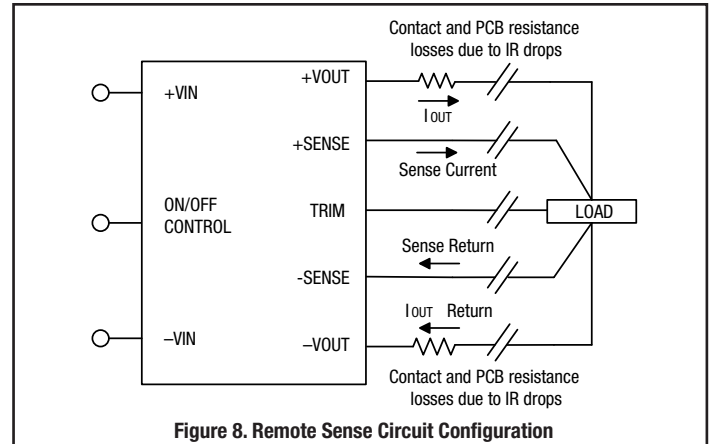 Contact and PCB resistance
losses due to IR drops
+VOUT
+VIN
IOUT
+SENSE
Sense Current
ON/OFF
CONTROL
TRIM
LOAD
Sense Return
-SENSE
IOUT Return
–VIN
–VOUT
Contact and PCB resistance
losses due to IR drops
Figure 8. Remote Sense Circuit Configuration